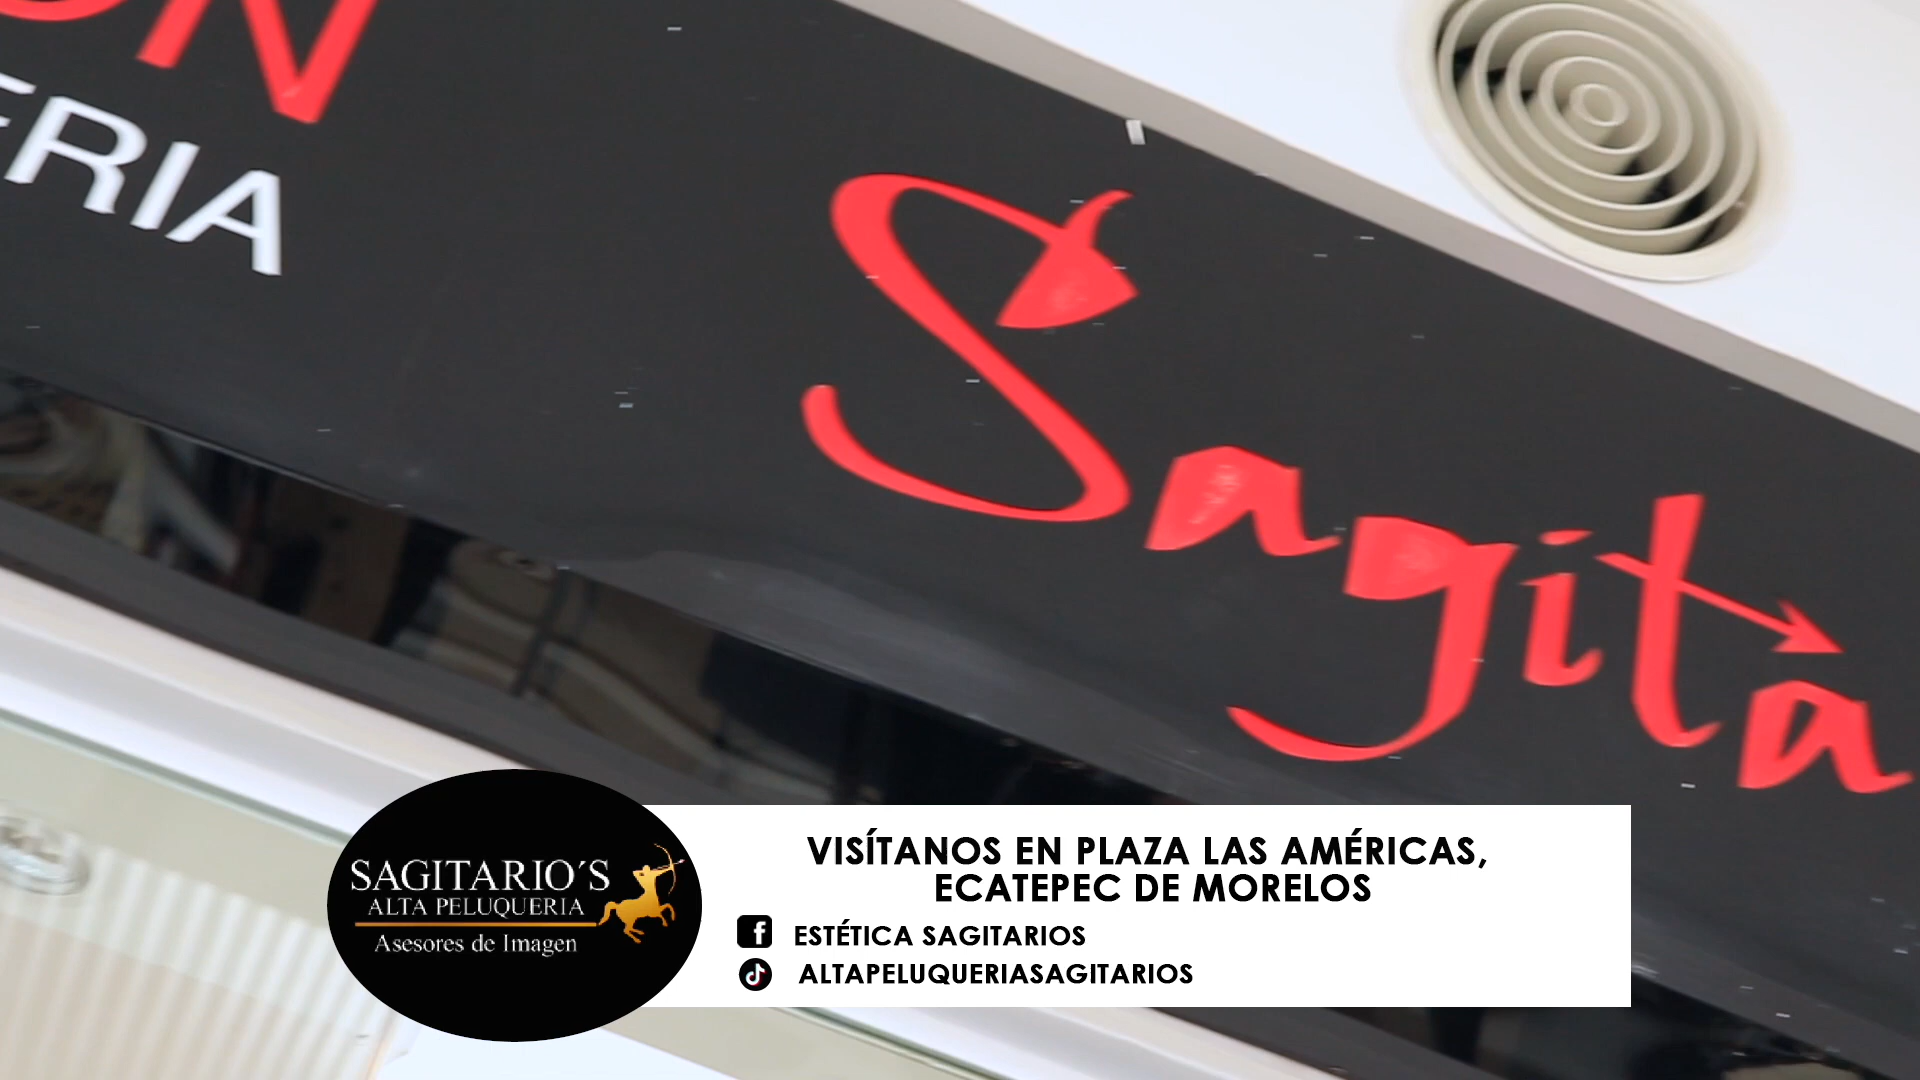 ON
ERIA
Sagita
SAGITARIO´S
ALTA PELUQUERIA
Asesores de Imagen
VISÍTANOS EN PLAZA LAS AMÉRICAS,
ECATEPEC DE MORELOS
ESTÉTICA SAGITARIOS
ALTAPELUQUERIASAGITARIOS